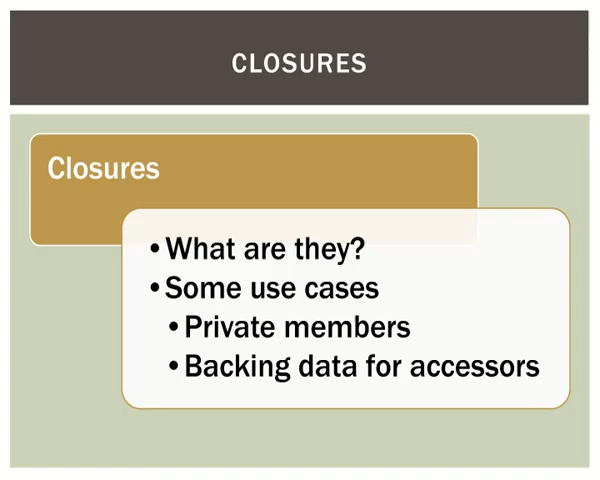 CLOSURES
Closures
•What are they?
•Some use cases
•Private members
•Backing data for accessors